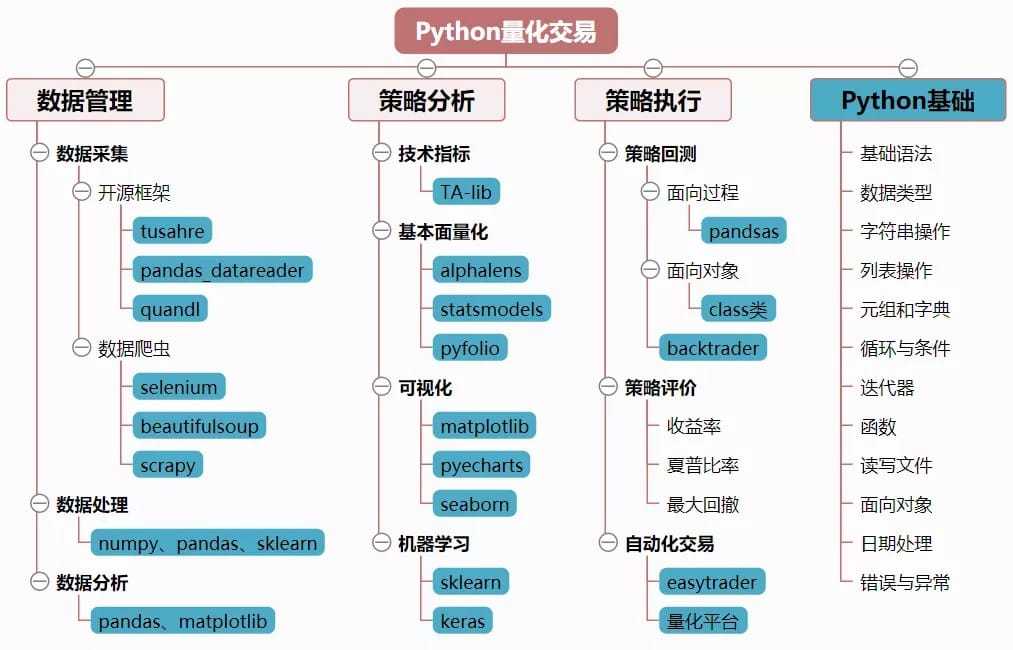 Python量化交易
数据管理
数据采集
开源框架
tusahre
pandas_datareader
quandl
数据爬虫
selenium
beautifulsoup
scrapy
数据处理
numpy、pandas、sklearn
数据分析
pandas、matplotlib
策略分析
技术指标
TA-lib
基本面量化
alphalens
statsmodels
pyfolio
可视化
matplotlib
pyecharts
seaborn
机器学习
sklearn
keras
策略执行
策略回测
面向过程
pandsas
面向对象
class类
backtrader
策略评价
收益率
夏普比率
最大回撤
自动化交易
easytrader
量化平台
Python基础
基础语法
数据类型
字符串操作
列表操作
元组和字典
循环与条件
迭代器
函数
读写文件
面向对象
日期处理
错误与异常